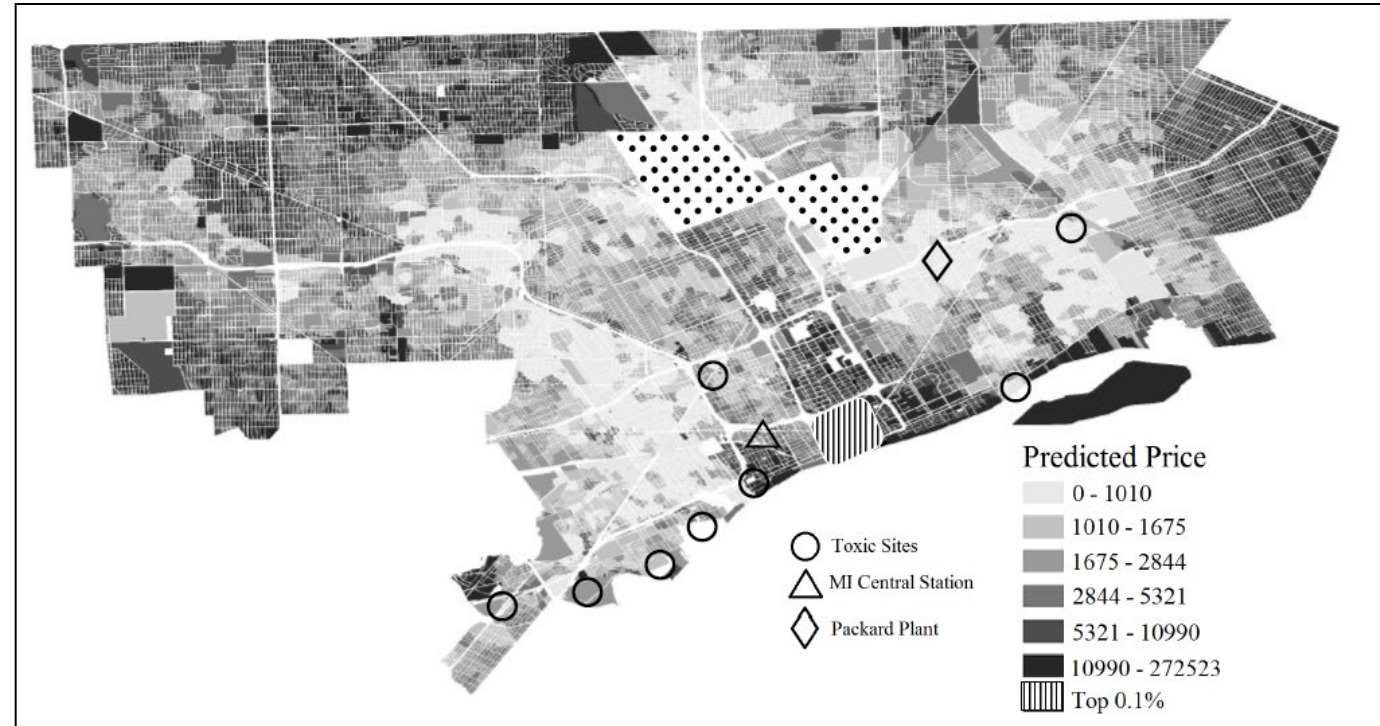 Predicted Price
0 - 1010
1010 - 1675
1675 - 2844
2844 - 5321
5321 - 10990
10990 - 272523
Top 0.1%
Toxic Sites
MI Central Station
Packard Plant